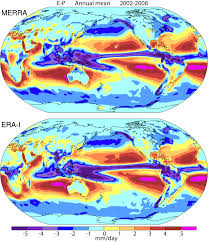 E-P Annual mean 2002-2008
MERRA
ERA-I
-5 -4 -3 -2 -1 0 1 2 3 4 5
mm/day